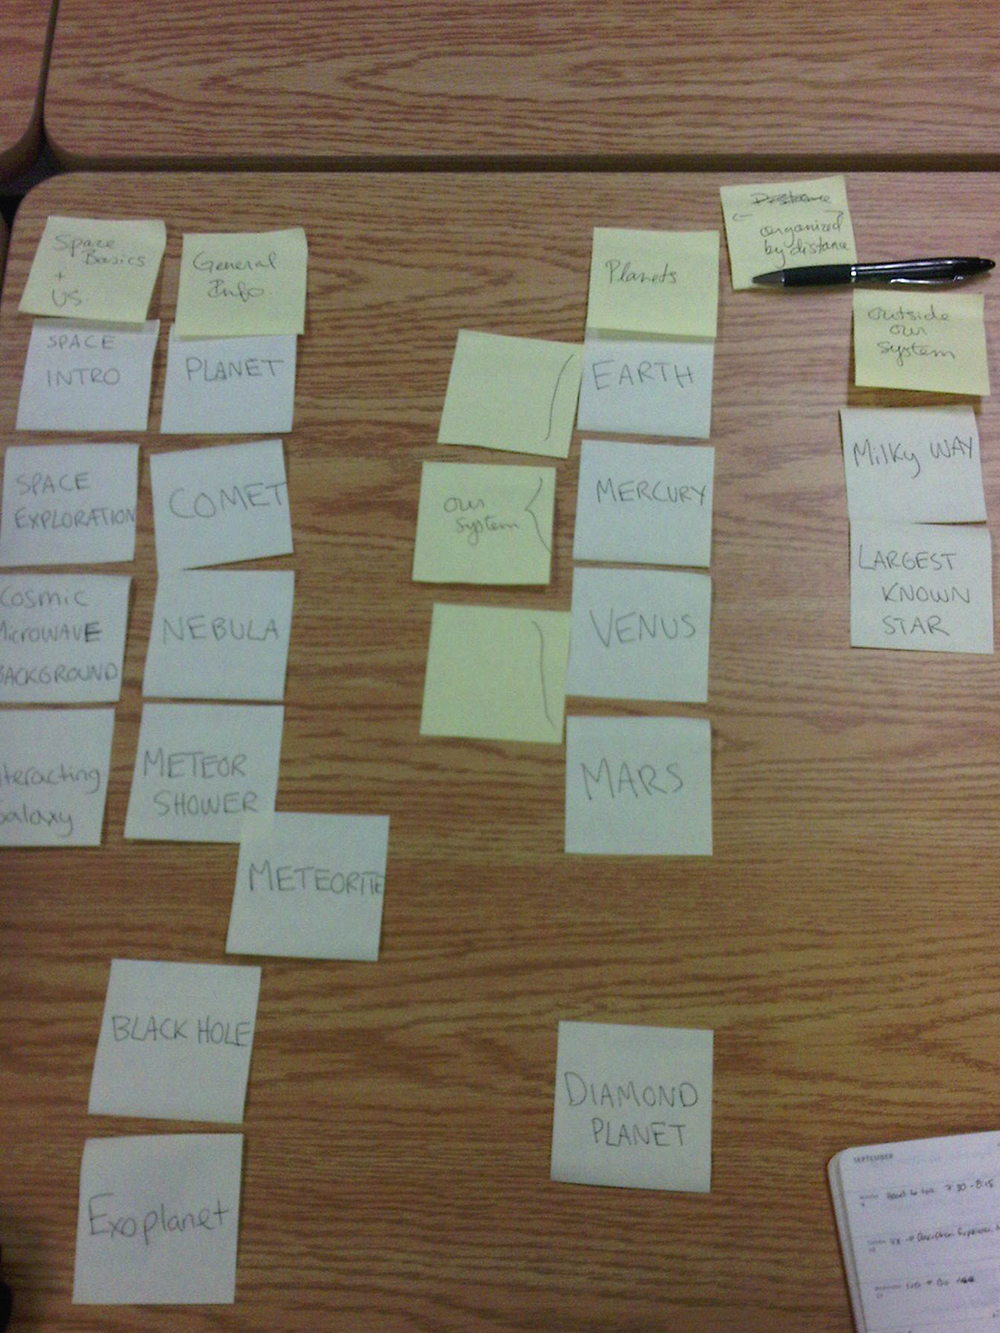 Space
Basics
+
US
SPACE
INTRO
SPACE
EXPLORATION
COSMIC
MICROWAVE
BACKGROUND
nteracting
Galaxy
General
Info.
PLANET
COMET
NEBULA
METEOR
SHOWER
METEORITE
BLACK HOLE
Exoplanet
our
system
Planets
EARTH
MERCURY
VENUS
MARS
DIAMOND
PLANET
Distance
organized
by distance
outside
our
system
Milky WAY
LARGEST
KNOWN
STAR
SEPTEMBER